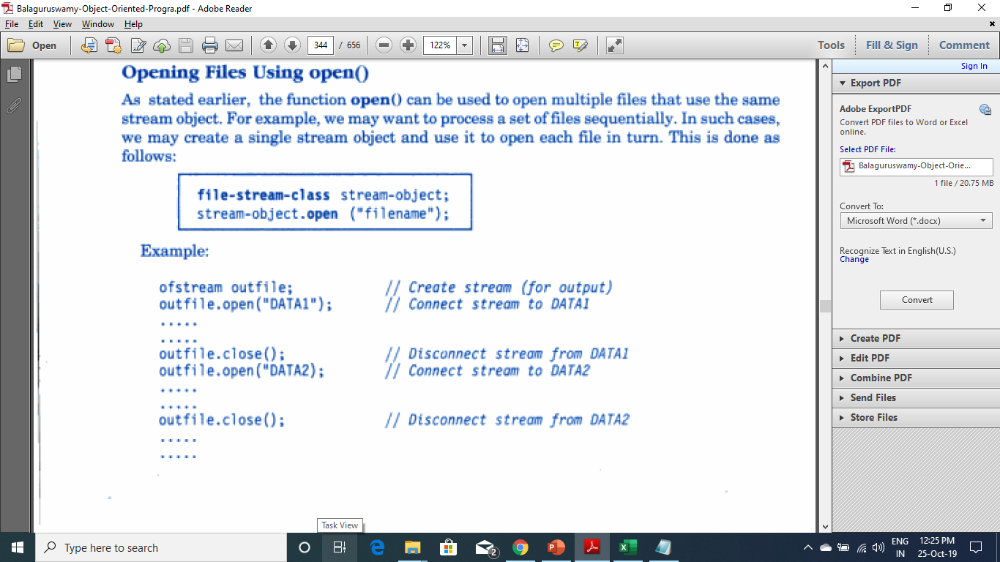 Balaguruswamy-Object-Oriented-Progra.pdf - Adobe Reader
File Edit View Window Help
Open 344 / 656 122% Tools Fill & Sign Comment
Sign In
Opening Files Using open()
As stated earlier, the function open() can be used to open multiple files that use the same
stream object. For example, we may want to process a set of files sequentially. In such cases,
we may create a single stream object and use it to open each file in turn. This is done as
follows:
file-stream-class stream-object;
stream-object.open ("filename");
Example:
ofstream outfile; // Create stream (for output)
outfile.open("DATA1"); // Connect stream to DATA1
.....
.....
outfile.close(); // Disconnect stream from DATA1
outfile.open("DATA2); // Connect stream to DATA2
.....
.....
outfile.close(); // Disconnect stream from DATA2
.....
.....
Export PDF
Adobe ExportPDF
Convert PDF files to Word or Excel
online.
Select PDF File:
Balaguruswamy-Object-Orie...
1 file / 20.75 MB
Convert To:
Microsoft Word (*.docx)
Recognize Text in English(U.S.)
Change
Convert
Create PDF
Edit PDF
Combine PDF
Send Files
Store Files
Task View
Type here to search
2
ENG
IN
12:25 PM
25-Oct-19